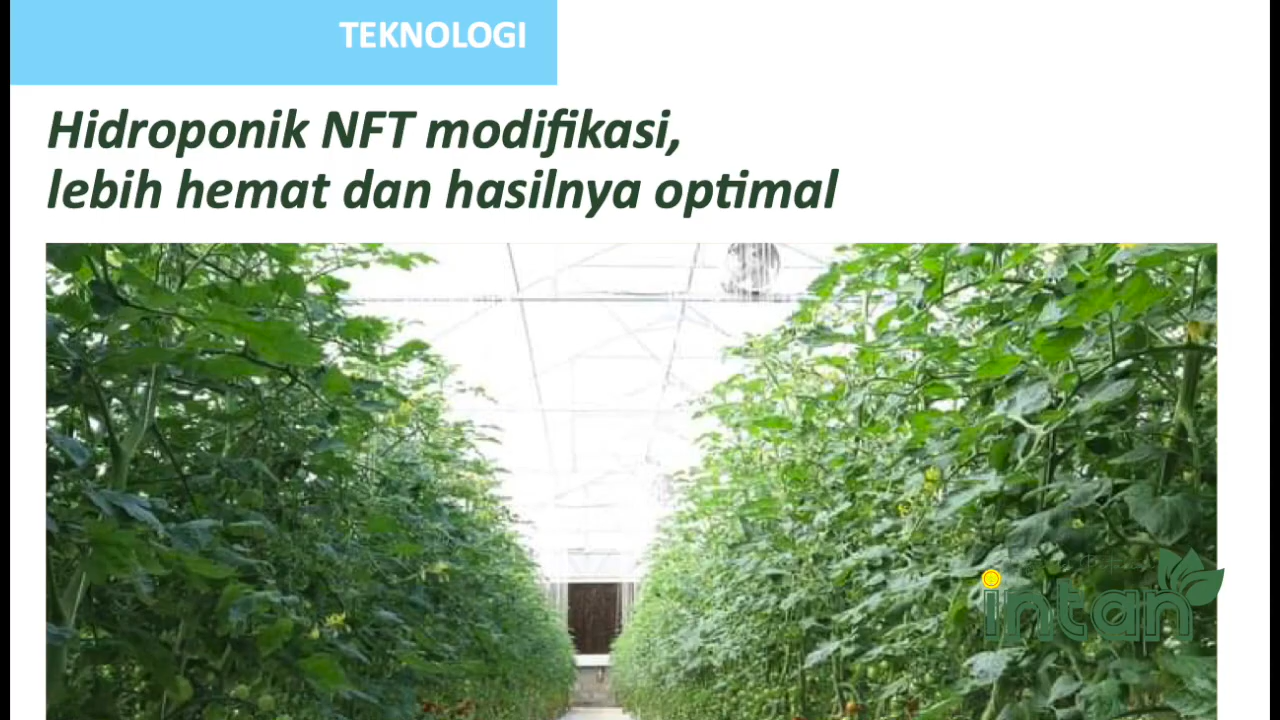 TEKNOLOGI
Hidroponik NFT modifikasi,
lebih hemat dan hasilnya optimal
intan